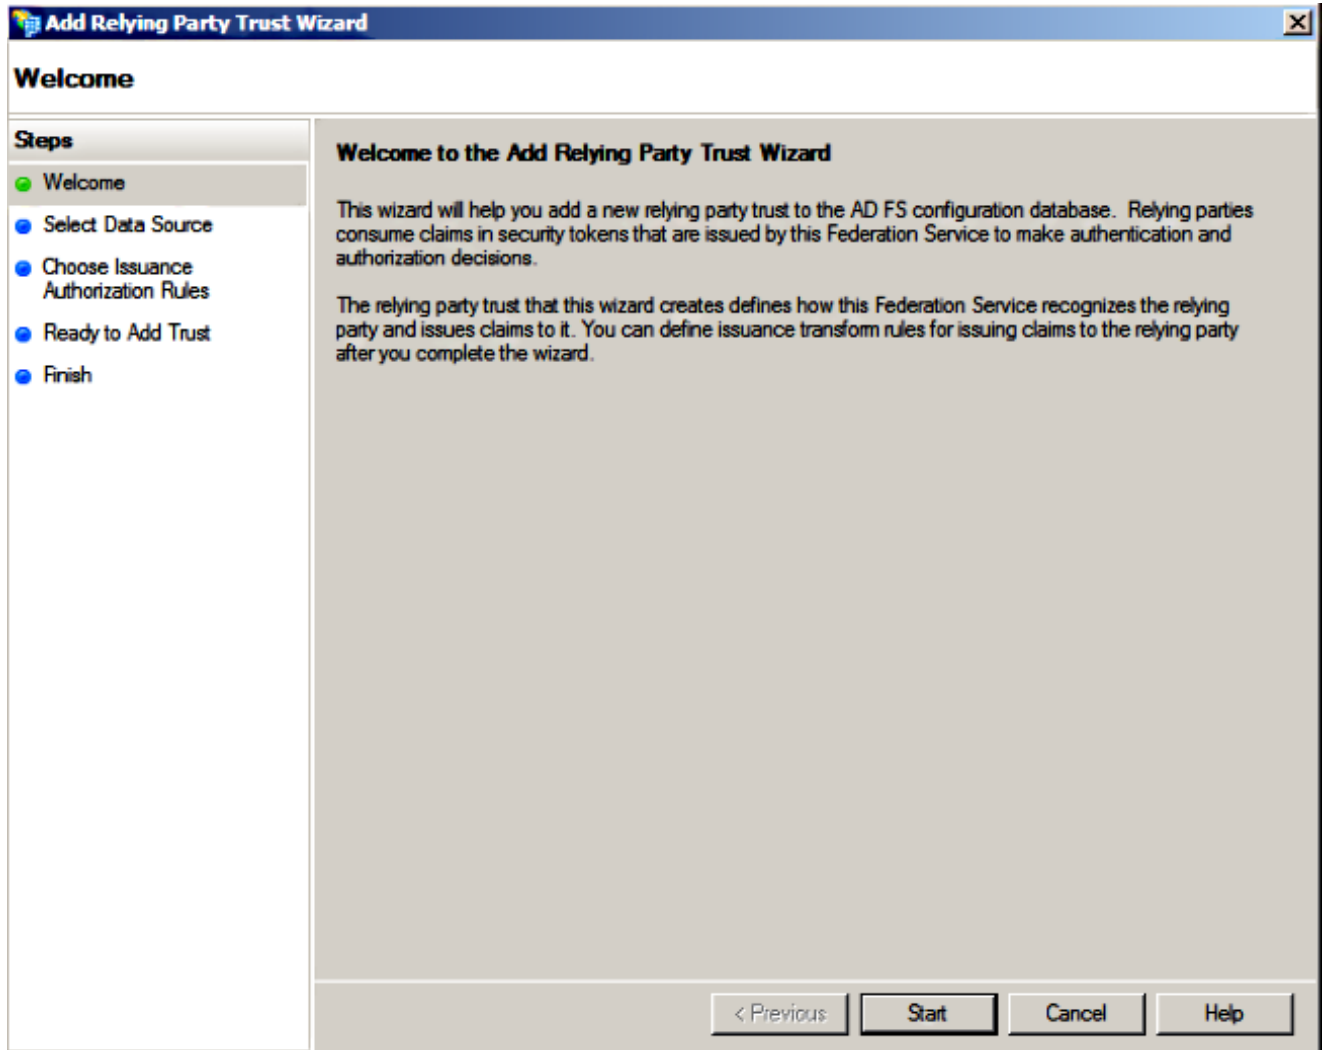 Add Relying Party Trust Wizard
Welcome
Steps
Welcome
Select Data Source
Choose Issuance
Authorization Rules
Ready to Add Trust
Finish
Welcome to the Add Relying Party Trust Wizard
This wizard will help you add a new relying party trust to the AD FS configuration database.  Relying parties
consume claims in security tokens that are issued by this Federation Service to make authentication and
authorization decisions.
The relying party trust that this wizard creates defines how this Federation Service recognizes the relying
party and issues claims to it. You can define issuance transform rules for issuing claims to the relying party
after you complete the wizard.
< Previous
Start
Cancel
Help